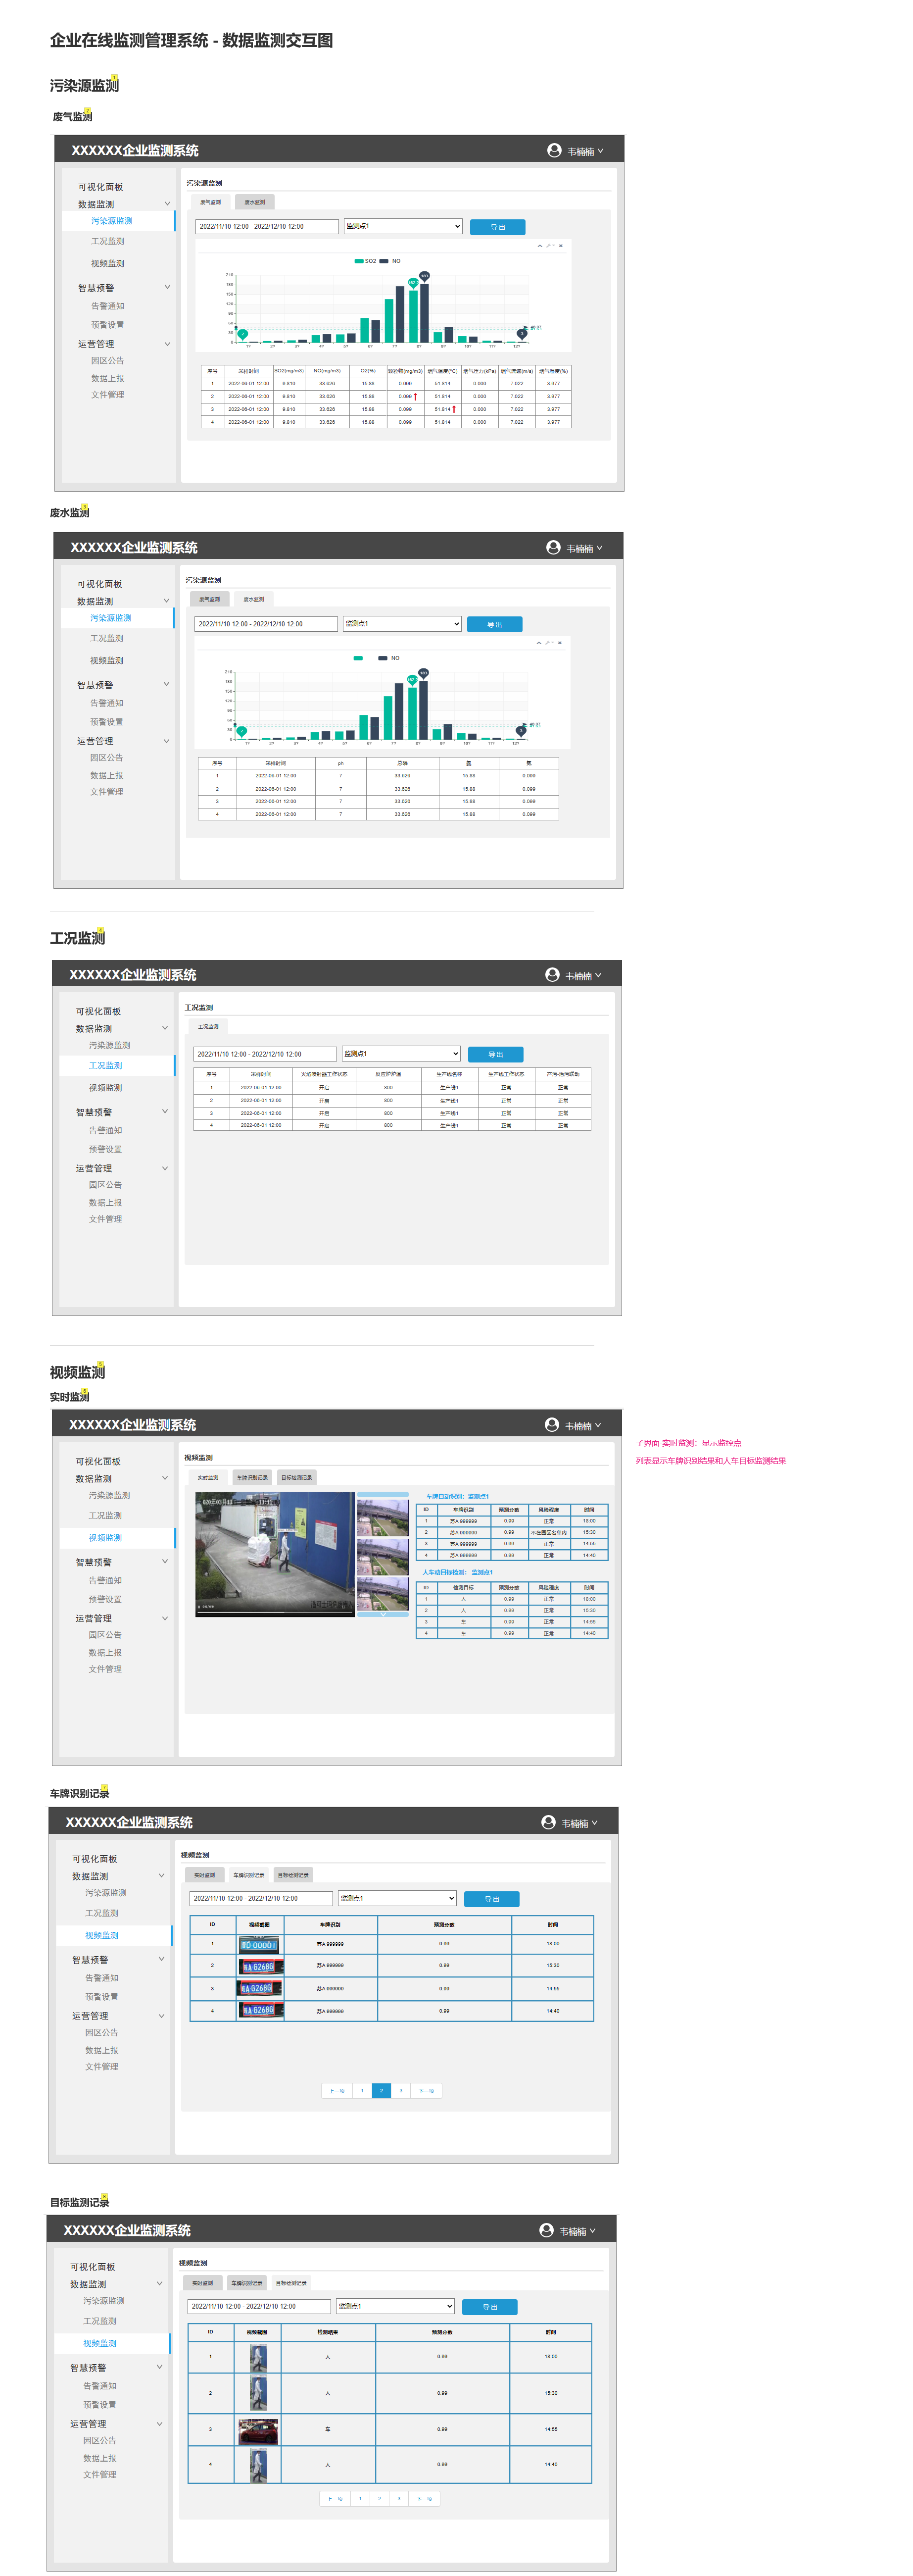 企业在线监测管理系统 - 数据监测交互图
污染源监测
1
废气监测
2
XXXXXX企业监测系统
韦楠楠
可视化面板
数据监测
污染源监测
工况监测
视频监测
智慧预警
告警通知
预警设置
运营管理
园区公告
数据上报
文件管理
污染源监测
废气监测 废水监测
2022/11/10 12:00 - 2022/12/10 12:00 监测点1 导出
SO2 NO
序号 采样时间 SO2(mg/m3) NO(mg/m3) O2(%) 颗粒物(mg/m3) 烟气温度(°C) 烟气压力(kPa) 烟气流速(m/s) 烟气湿度(%)
1 2022-06-01 12:00 9.810 33.626 15.88 0.099 51.814 0.000 7.022 3.977
2 2022-06-01 12:00 9.810 33.626 15.88 0.099 51.814 0.000 7.022 3.977
3 2022-06-01 12:00 9.810 33.626 15.88 0.099 51.814 0.000 7.022 3.977
4 2022-06-01 12:00 9.810 33.626 15.88 0.099 51.814 0.000 7.022 3.977
废水监测
3
XXXXXX企业监测系统
韦楠楠
可视化面板
数据监测
污染源监测
工况监测
视频监测
智慧预警
告警通知
预警设置
运营管理
园区公告
数据上报
文件管理
污染源监测
废气监测 废水监测
2022/11/10 12:00 - 2022/12/10 12:00 监测点1 导出
NO
序号 采样时间 ph 总磷 氨 氮
1 2022-06-01 12:00 7 33.626 15.88 0.099
2 2022-06-01 12:00 7 33.626 15.88 0.099
3 2022-06-01 12:00 7 33.626 15.88 0.099
4 2022-06-01 12:00 7 33.626 15.88 0.099
工况监测
4
XXXXXX企业监测系统
韦楠楠
可视化面板
数据监测
污染源监测
工况监测
视频监测
智慧预警
告警通知
预警设置
运营管理
园区公告
数据上报
文件管理
工况监测
工况监测
2022/11/10 12:00 - 2022/12/10 12:00 监测点1 导出
序号 采样时间 火焰喷射器工作状态 反应炉炉温 生产线名称 生产线工作状态 产污-治污联动
1 2022-06-01 12:00 开启 800 生产线1 正常 正常
2 2022-06-01 12:00 开启 800 生产线1 正常 正常
3 2022-06-01 12:00 开启 800 生产线1 正常 正常
4 2022-06-01 12:00 开启 800 生产线1 正常 正常
视频监测
5
实时监测
6
XXXXXX企业监测系统
韦楠楠
可视化面板
数据监测
污染源监测
工况监测
视频监测
智慧预警
告警通知
预警设置
运营管理
园区公告
数据上报
文件管理
视频监测
实时监测 车牌识别记录 目标检测记录
车牌自动识别：监测点1
ID 车牌识别 预测分数 风险程度 时间
1 苏A 999999 0.99 正常 18:00
2 苏A 999999 0.99 不在园区名单内 15:30
3 苏A 999999 0.99 正常 14:55
4 苏A 999999 0.99 正常 14:40
人车动目标检测： 监测点1
ID 检测目标 预测分数 风险程度 时间
1 人 0.99 正常 18:00
2 人 0.99 正常 15:30
3 车 0.99 正常 14:55
4 车 0.99 正常 14:40
子界面-实时监测：显示监控点
列表显示车牌识别结果和人车目标监测结果
车牌识别记录
7
XXXXXX企业监测系统
韦楠楠
可视化面板
数据监测
污染源监测
工况监测
视频监测
智慧预警
告警通知
预警设置
运营管理
园区公告
数据上报
文件管理
视频监测
实时监测 车牌识别记录 目标检测记录
2022/11/10 12:00 - 2022/12/10 12:00 监测点1 导出
ID 视频截图 车牌识别 预测分数 时间
1 苏A 999999 0.99 18:00
2 苏A 999999 0.99 15:30
3 苏A 999999 0.99 14:55
4 苏A 999999 0.99 14:40
上一项 1 2 3 下一项
目标监测记录
8
XXXXXX企业监测系统
韦楠楠
可视化面板
数据监测
污染源监测
工况监测
视频监测
智慧预警
告警通知
预警设置
运营管理
园区公告
数据上报
文件管理
视频监测
实时监测 车牌识别记录 目标检测记录
2022/11/10 12:00 - 2022/12/10 12:00 监测点1 导出
ID 视频截图 检测结果 预测分数 时间
1 人 0.99 18:00
2 人 0.99 15:30
3 车 0.99 14:55
4 人 0.99 14:40
上一项 1 2 3 下一项